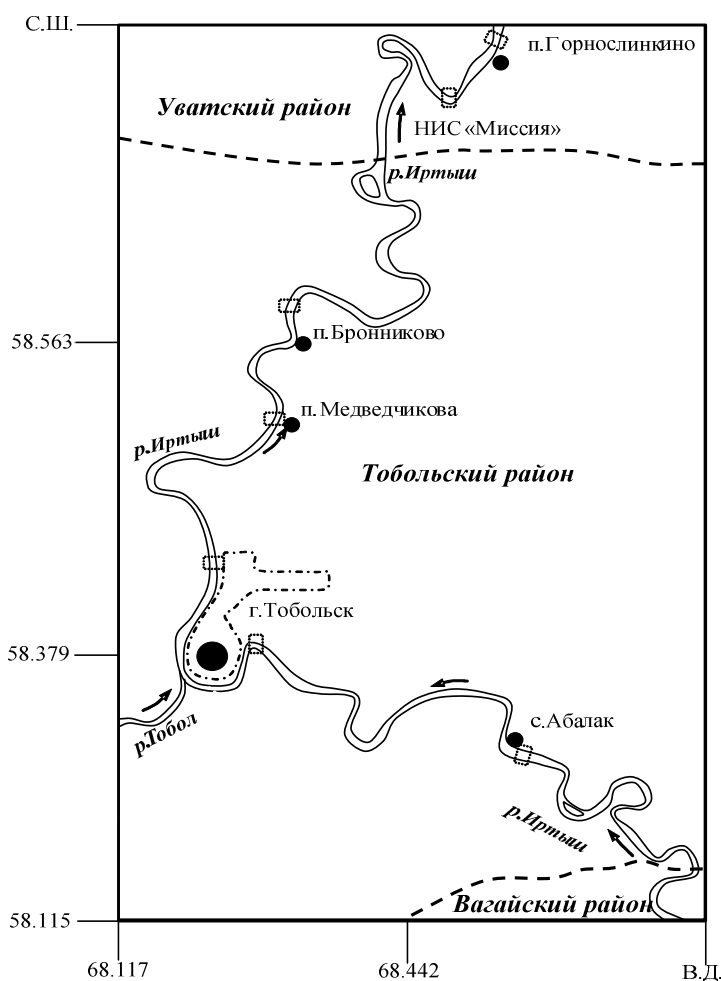 С.Ш.
п.Горнослинкино
Уватский район
НИС «Миссия»
р.Иртыш
58.563
п.Бронниково
п.Медведчикова
р.Иртыш
Тобольский район
г.Тобольск
58.379
с.Абалак
р.Тобол
р.Иртыш
Вагайский район
58.115
68.117
68.442
В.Д.